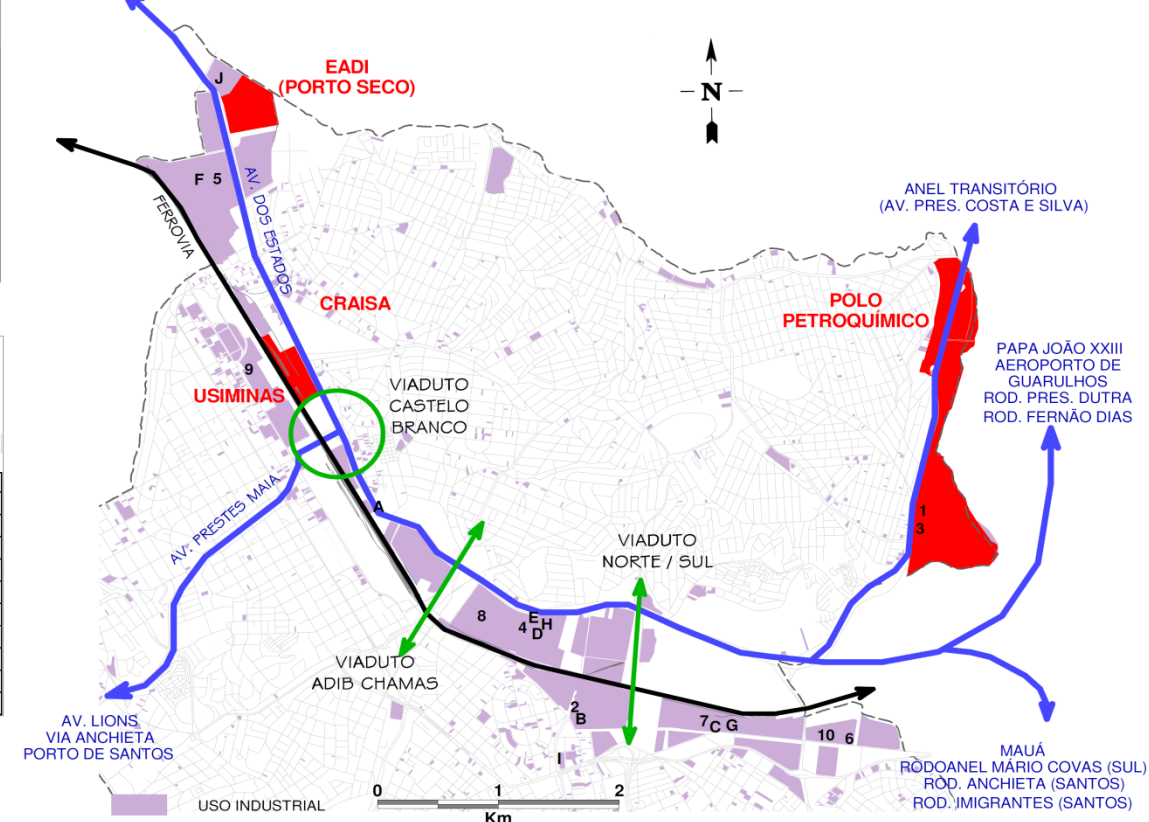 J
EADI
(PORTO SECO)
N
F 5
AV. DOS ESTADOS
FERROVIA
ANEL TRANSITÓRIO
(AV. PRES. COSTA E SILVA)
CRAISA
POLO
PETROQUÍMICO
PAPA JOÃO XXIII
AEROPORTO DE
GUARULHOS
ROD. PRES. DUTRA
ROD. FERNÃO DIAS
9
USIMINAS
VIADUTO
CASTELO
BRANCO
AV. PRESTES MAIA
A
1
3
VIADUTO
NORTE / SUL
8
E
4 H
D
VIADUTO
ADIB CHAMAS
2
B
7 C G
10 6
I
AV. LIONS
VIA ANCHIETA
PORTO DE SANTOS
MAUÁ
RODOANEL MÁRIO COVAS (SUL)
ROD. ANCHIETA (SANTOS)
ROD. IMIGRANTES (SANTOS)
USO INDUSTRIAL
0 1 2
Km